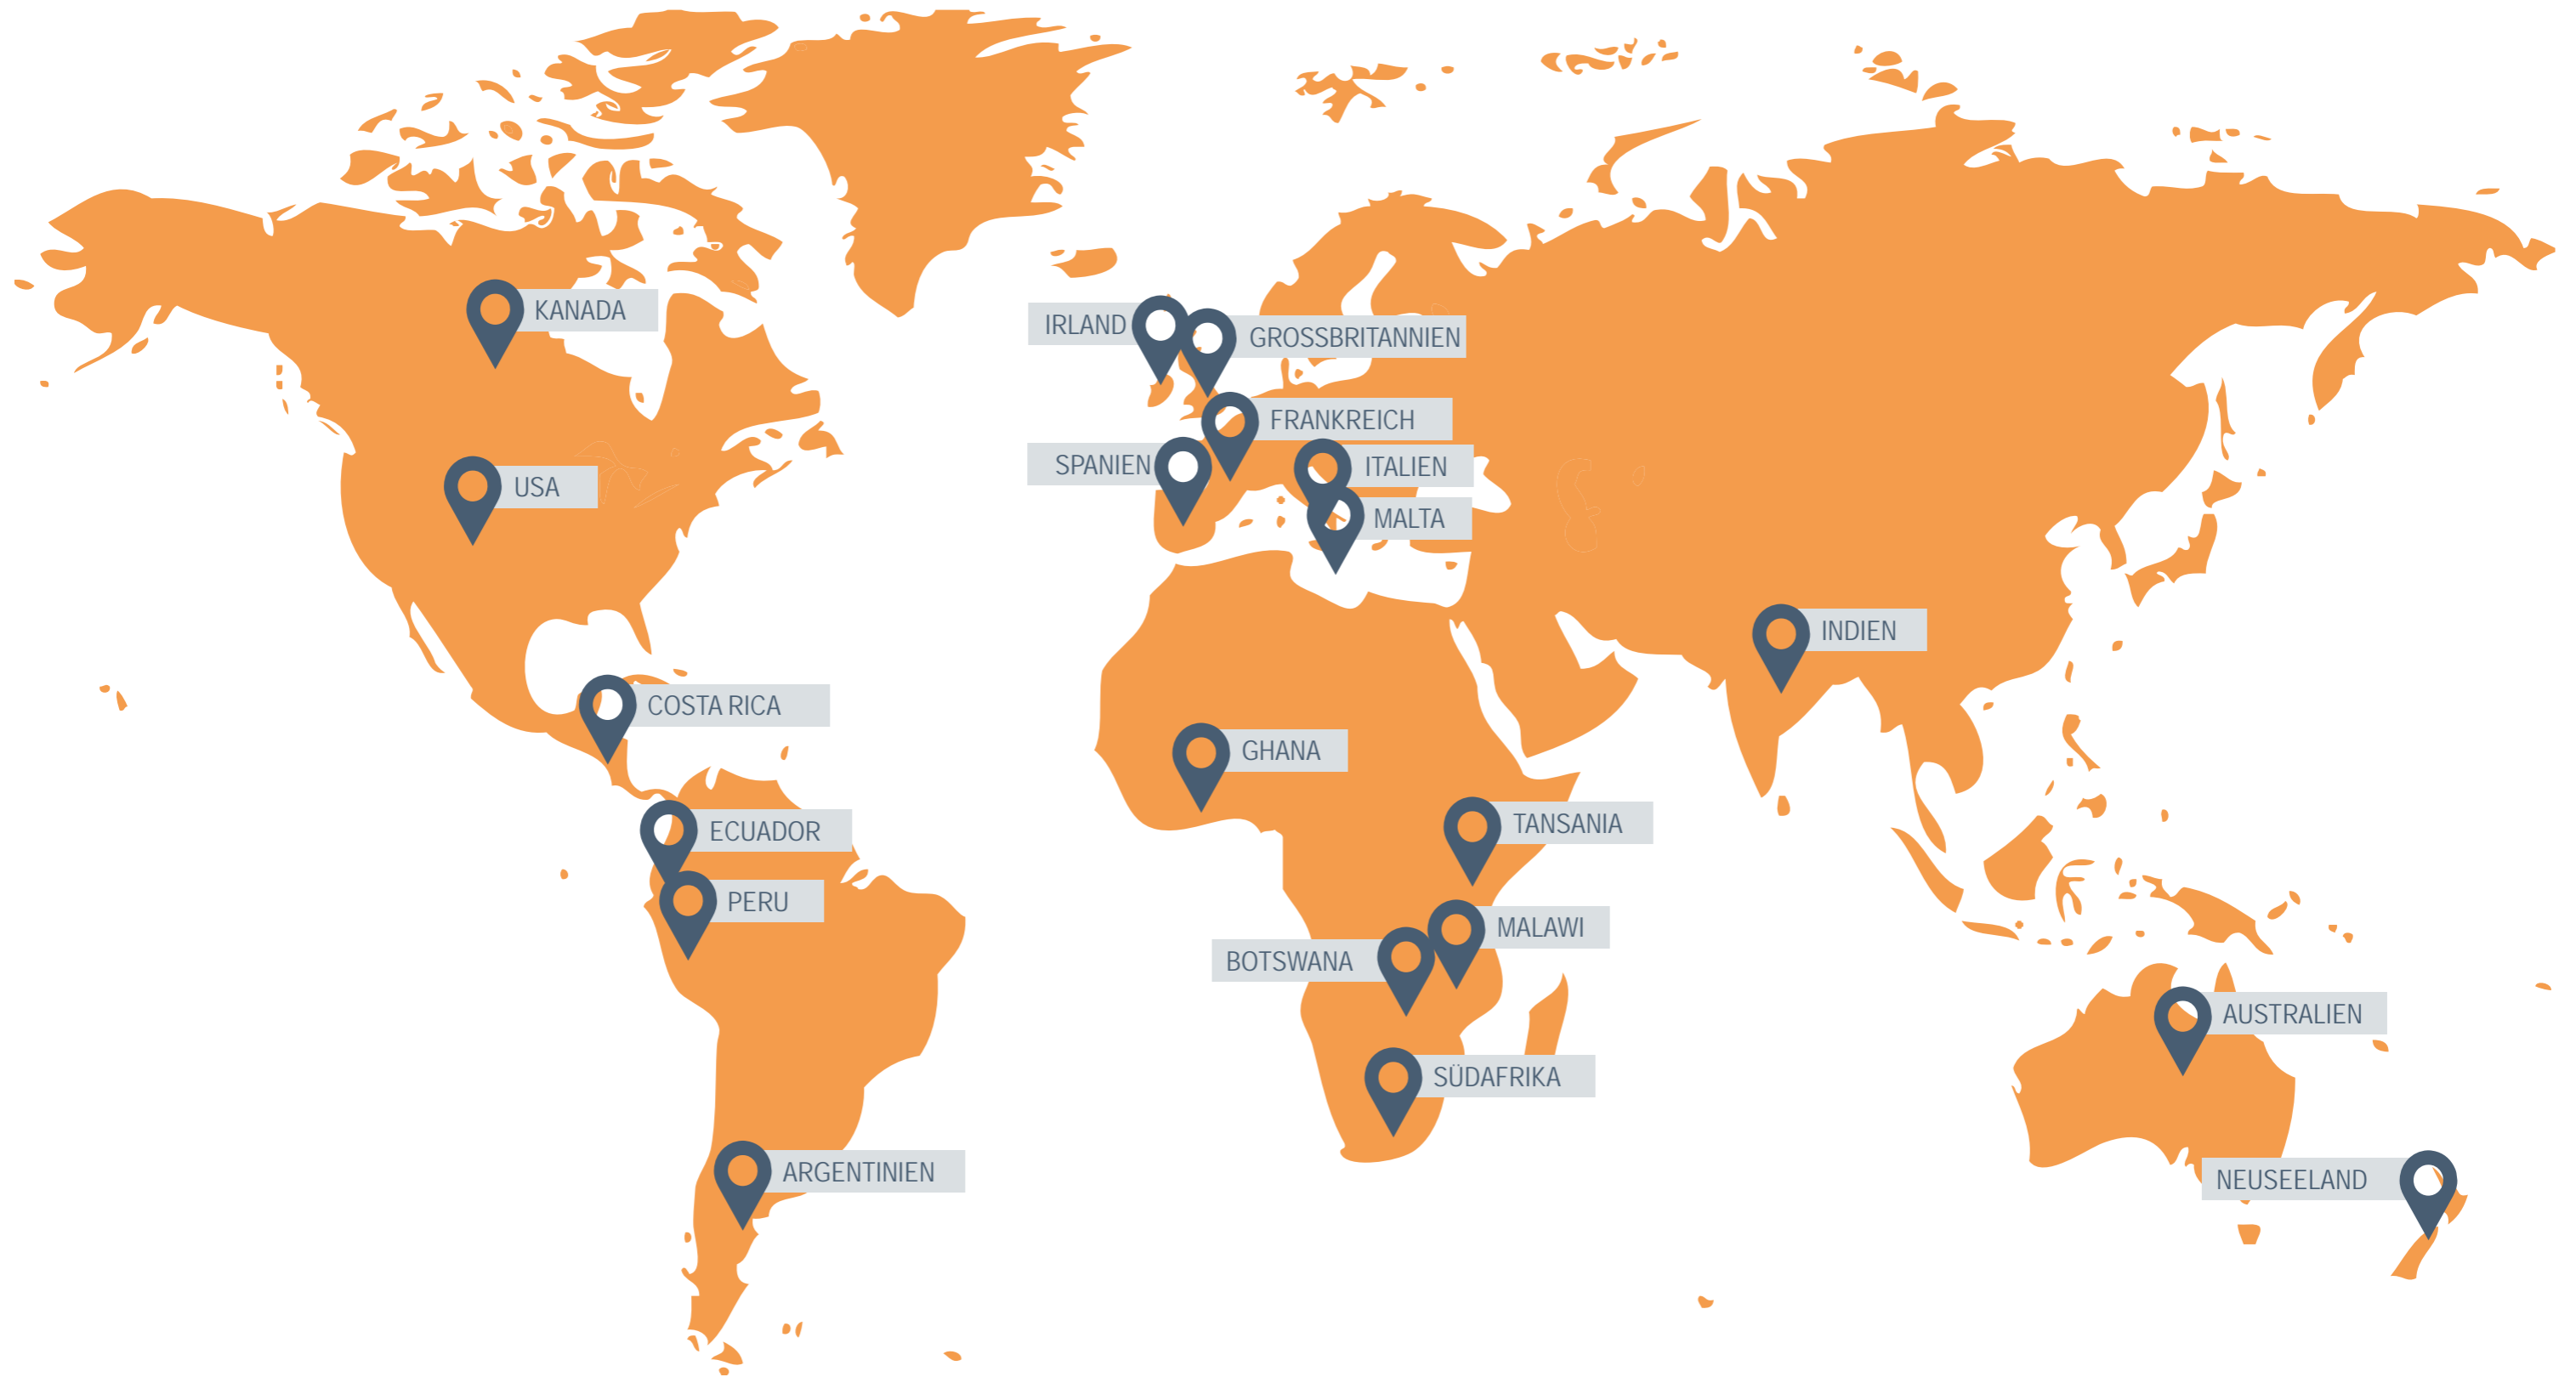 KANADA
IRLAND
GROSSBRITANNIEN
FRANKREICH
SPANIEN
ITALIEN
USA
MALTA
INDIEN
COSTA RICA
GHANA
TANSANIA
ECUADOR
PERU
MALAWI
BOTSWANA
AUSTRALIEN
SÜDAFRIKA
ARGENTINIEN
NEUSEELAND